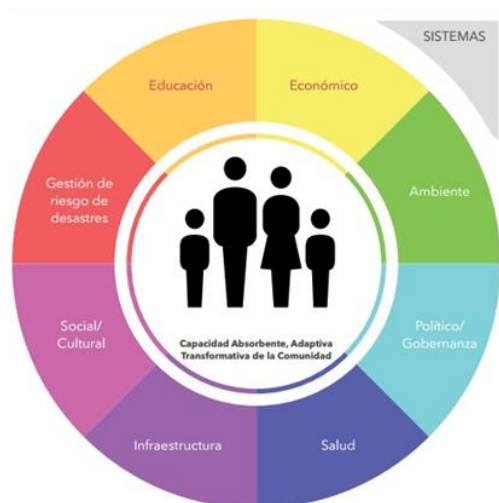 SISTEMAS
Educación
Económico
Gestión de
riesgo de
desastres
Ambiente
Capacidad Absorbente, Adaptiva
Transformativa de la Comunidad
Social/
Cultural
Político/
Gobernanza
Infraestructura
Salud